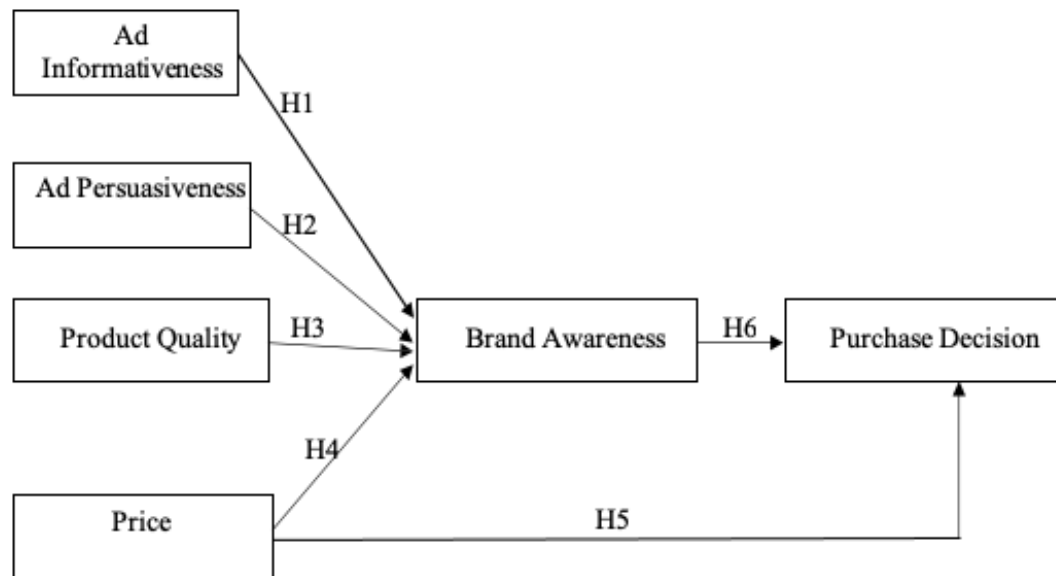 Ad
Informativeness
H1
Ad Persuasiveness
H2
Product Quality
H3
Brand Awareness
H6
Purchase Decision
H4
Price
H5